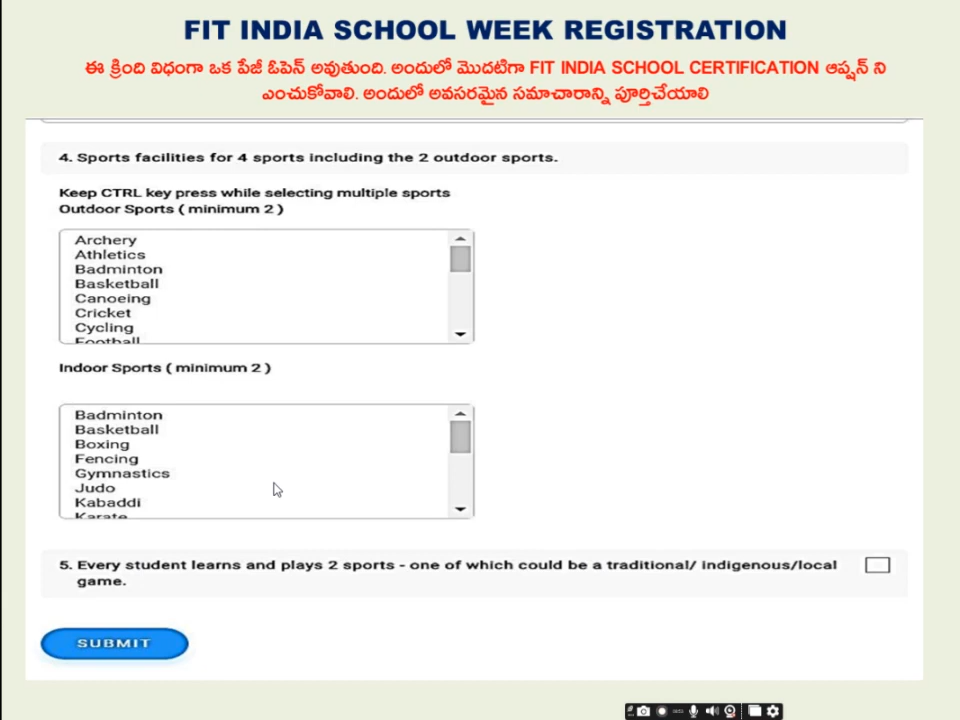 FIT INDIA SCHOOL WEEK REGISTRATION
ఈ క్రింది విధంగా ఒక పేజీ ఓపెన్ అవుతుంది. అందులో మొదటిగా FIT INDIA SCHOOL CERTIFICATION ఆప్షన్ ని
ఎంచుకోవాలి. అందులో అవసరమైన సమాచారాన్ని పూర్తిచేయాలి
4. Sports facilities for 4 sports including the 2 outdoor sports.
Keep CTRL key press while selecting multiple sports
Outdoor Sports ( minimum 2 )
Archery
Athletics
Badminton
Basketball
Canoeing
Cricket
Cycling
Football
Indoor Sports ( minimum 2 )
Badminton
Basketball
Boxing
Fencing
Gymnastics
Judo
Kabaddi
Karate
5. Every student learns and plays 2 sports - one of which could be a traditional/ indigenous/local
game.
SUBMIT